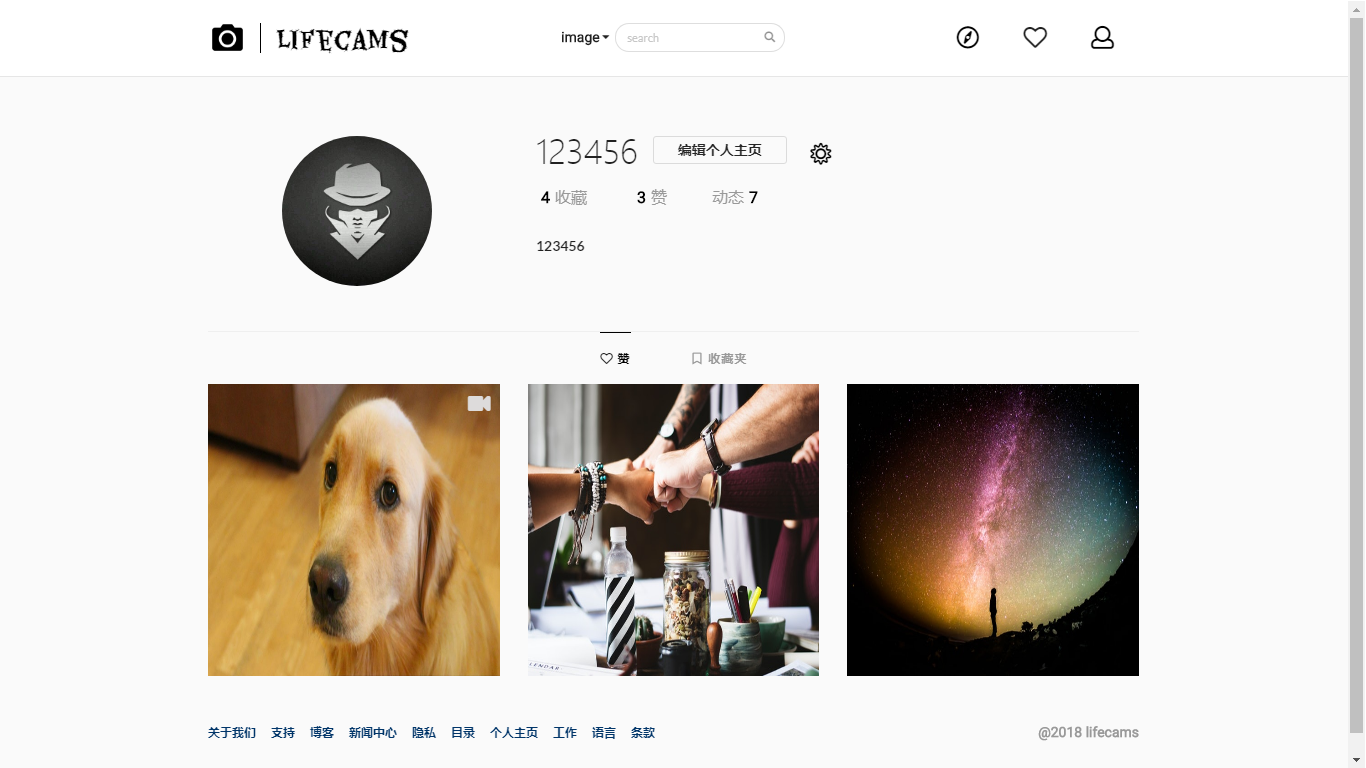 LIFECAMS
image search
123456 编辑个人主页
4 收藏 3 赞 动态 7
123456
赞 收藏夹
LENDAR
关于我们 支持 博客 新闻中心 隐私 目录 个人主页 工作 语言 条款 @2018 lifecams